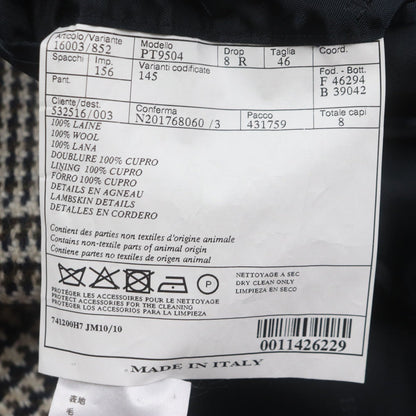 Articolo/Variante Modello Drop Taglia Coord.
16003/852 PT9504 8 R 46
Spacchi Imp. Varianti codificate Fod. - Bott.
156 145 F 46294
Pant. B 39042
Cliente/dest. Conferma Pacco Totale capi
532516/003 N201768060 /3 431759 8
100% LAINE
100% WOOL
100% LANA
DOUBLURE 100% CUPRO
LINING 100% CUPRO
FORRO 100% CUPRO
DETAILS EN AGNEAU
LAMBSKIN DETAILS
DETALLES EN CORDERO
Contient des parties non textiles d'origine animale
Contains non-textile parts of animal origin
Contiene partes no textiles de origen animal
NETTOYAGE A SEC
DRY CLEAN ONLY
LIMPIEZA EN SECO
PROTÉGER LES ACCESSOIRES POUR LE NETTOYAGE
PROTECT ACCESSORIES FOR THE CLEANING
PROTEGER LOS ACCESORIOS PARA LA LIMPIEZA
741200H7 JM10/10
0011426229
MADE IN ITALY
表地
毛